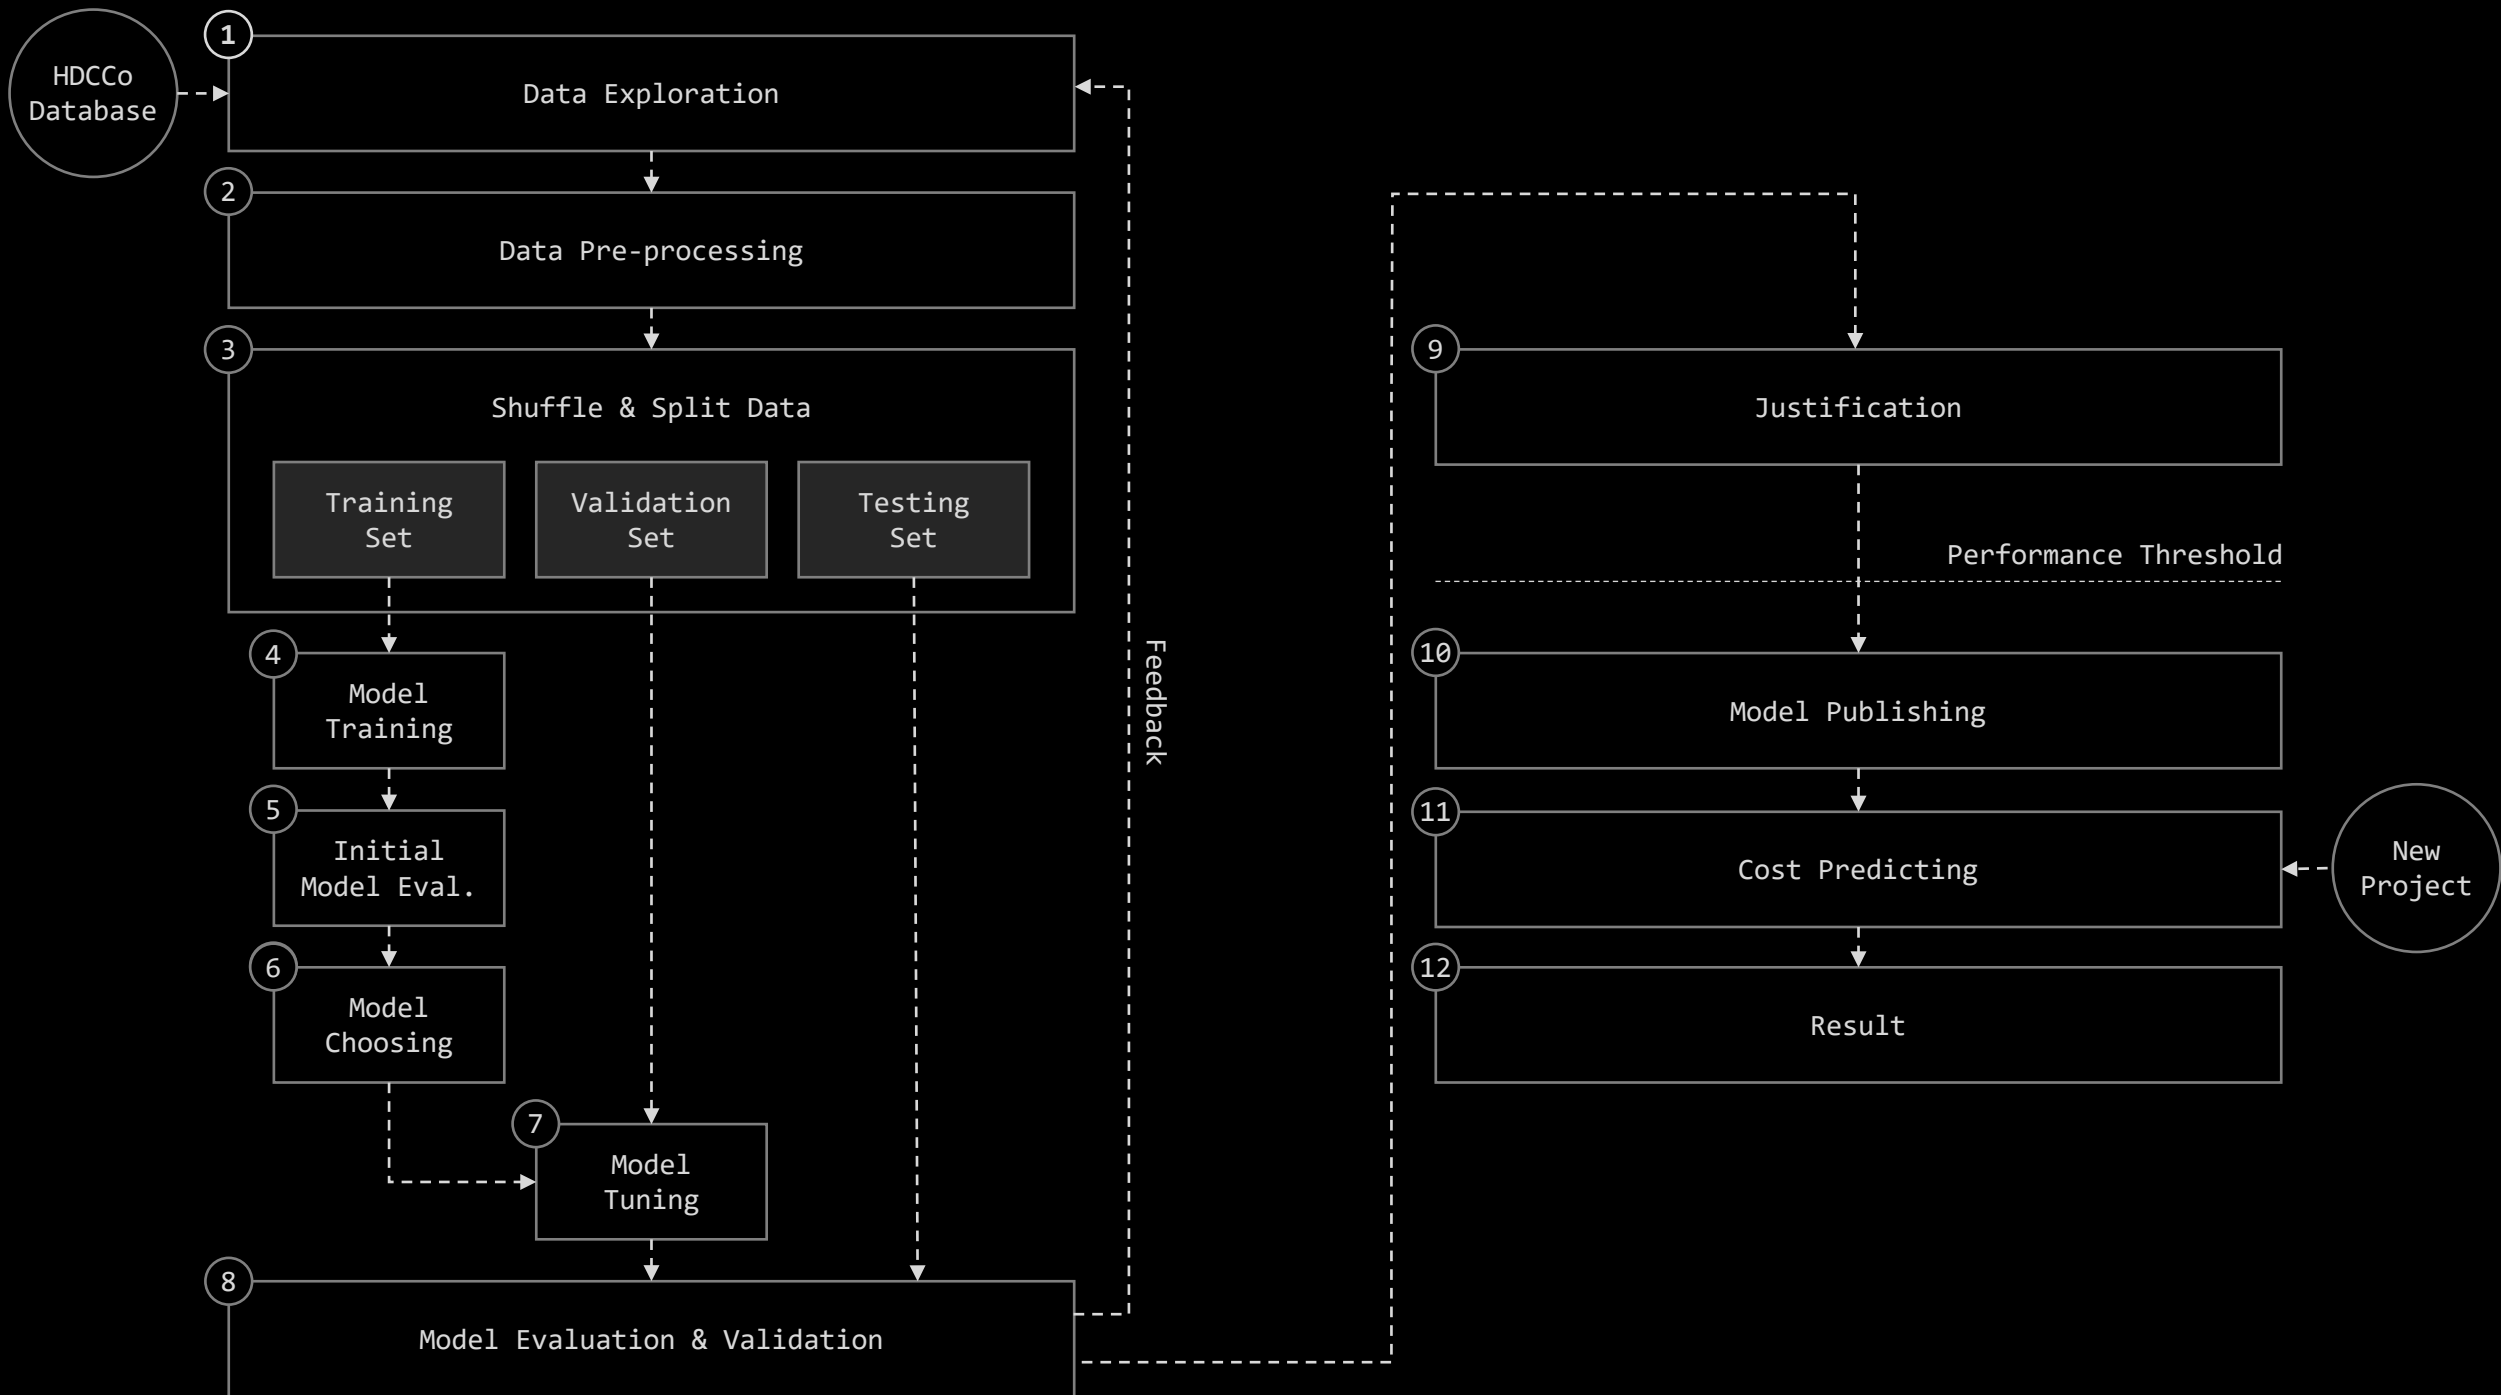 HDCCo
Database
1
Data Exploration
2
Data Pre-processing
3
Shuffle & Split Data
Training
Set
Validation
Set
Testing
Set
4
Model
Training
5
Initial
Model Eval.
6
Model
Choosing
7
Model
Tuning
8
Model Evaluation & Validation
Feedback
9
Justification
Performance Threshold
10
Model Publishing
11
Cost Predicting
New
Project
12
Result